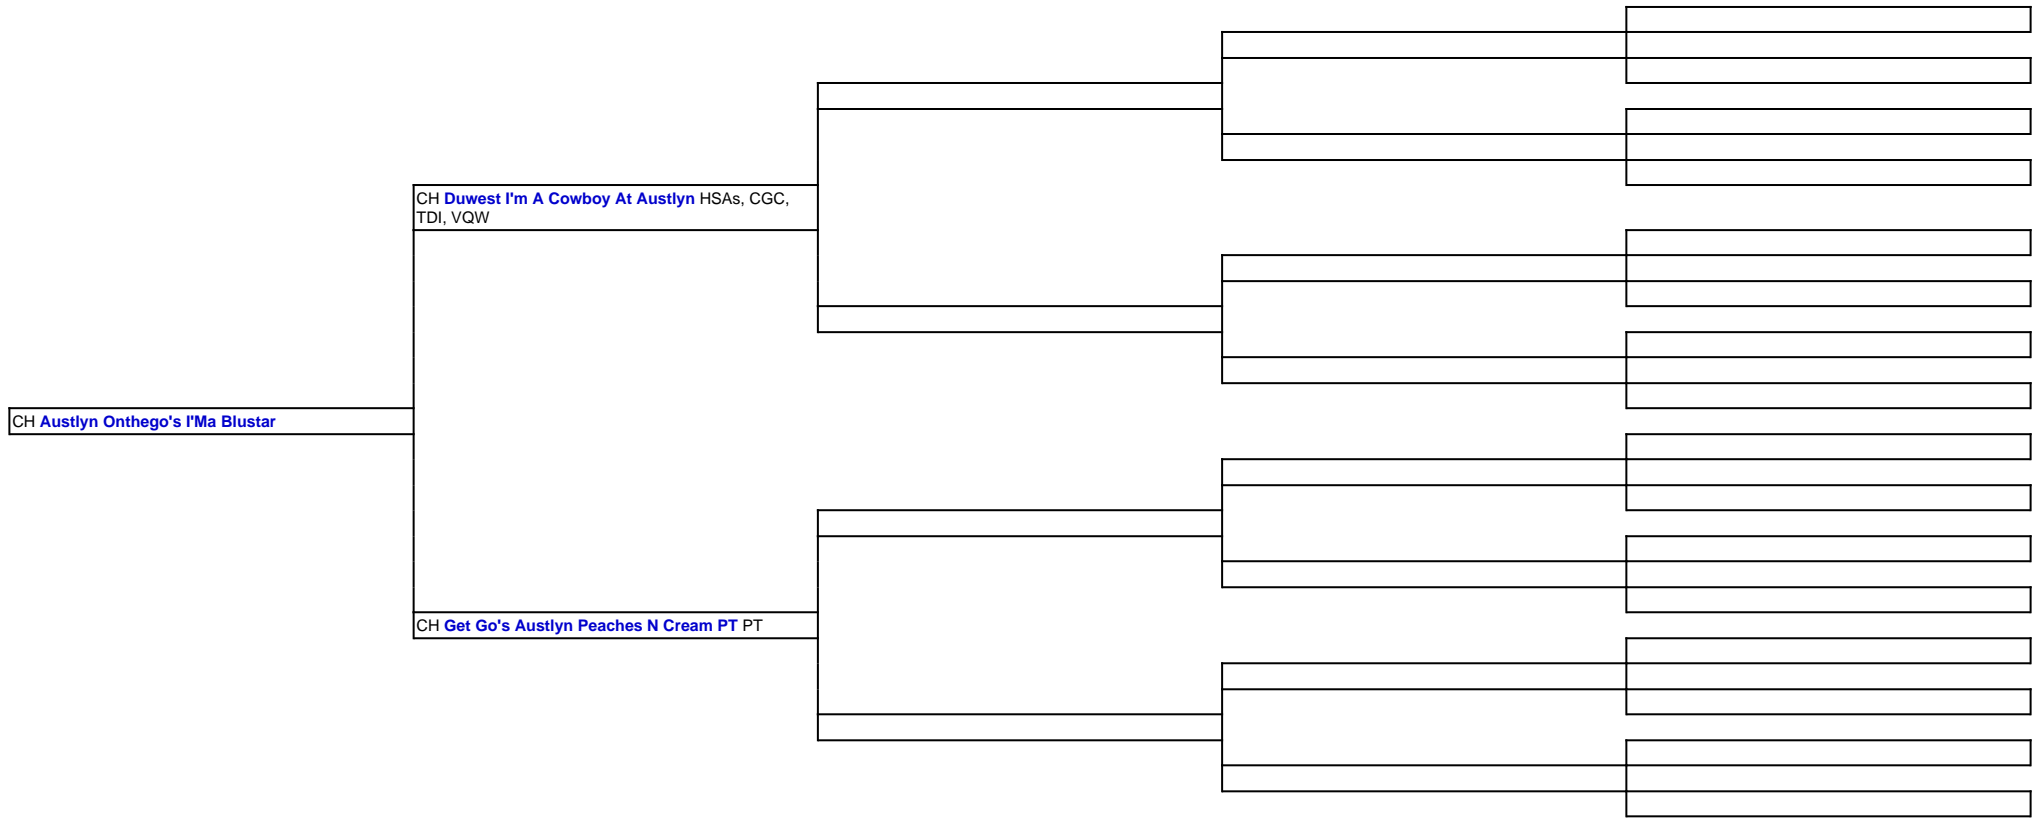 CH Duwest I'm A Cowboy At Austlyn HSAs, CGC,
TDI, VQW
CH Austlyn Onthego's I'Ma Blustar
CH Get Go's Austlyn Peaches N Cream PT PT